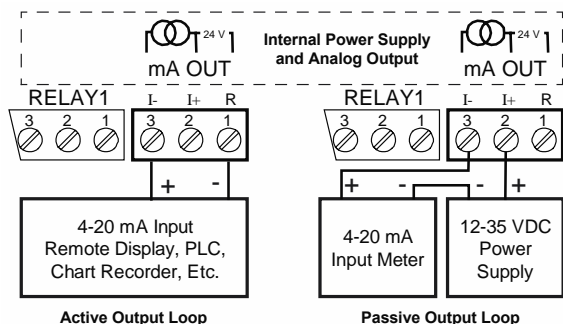 24 V
Internal Power Supply
and Analog Output
24 V
mA OUT
mA OUT
RELAY1
I- I+ R
RELAY1
I- I+ R
3 2 1
3 2 1
3 2 1
3 2 1
+ -
+ - - +
4-20 mA Input
Remote Display, PLC,
Chart Recorder, Etc.
4-20 mA
Input Meter
12-35 VDC
Power
Supply
Active Output Loop
Passive Output Loop